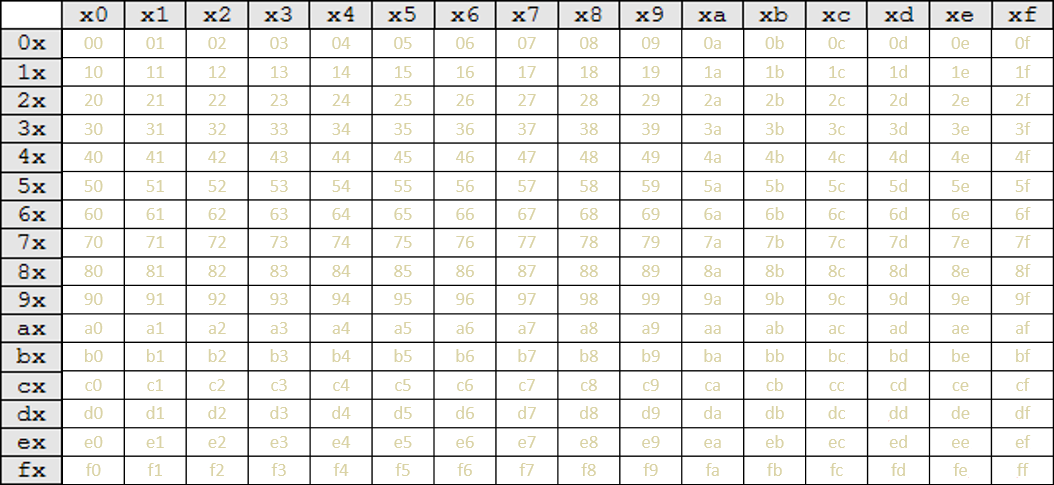 x0 x1 x2 x3 x4 x5 x6 x7 x8 x9 xa xb xc xd xe xf
0x 00 01 02 03 04 05 06 07 08 09 0a 0b 0c 0d 0e 0f
1x 10 11 12 13 14 15 16 17 18 19 1a 1b 1c 1d 1e 1f
2x 20 21 22 23 24 25 26 27 28 29 2a 2b 2c 2d 2e 2f
3x 30 31 32 33 34 35 36 37 38 39 3a 3b 3c 3d 3e 3f
4x 40 41 42 43 44 45 46 47 48 49 4a 4b 4c 4d 4e 4f
5x 50 51 52 53 54 55 56 57 58 59 5a 5b 5c 5d 5e 5f
6x 60 61 62 63 64 65 66 67 68 69 6a 6b 6c 6d 6e 6f
7x 70 71 72 73 74 75 76 77 78 79 7a 7b 7c 7d 7e 7f
8x 80 81 82 83 84 85 86 87 88 89 8a 8b 8c 8d 8e 8f
9x 90 91 92 93 94 95 96 97 98 99 9a 9b 9c 9d 9e 9f
ax a0 a1 a2 a3 a4 a5 a6 a7 a8 a9 aa ab ac ad ae af
bx b0 b1 b2 b3 b4 b5 b6 b7 b8 b9 ba bb bc bd be bf
cx c0 c1 c2 c3 c4 c5 c6 c7 c8 c9 ca cb cc cd ce cf
dx d0 d1 d2 d3 d4 d5 d6 d7 d8 d9 da db dc dd de df
ex e0 e1 e2 e3 e4 e5 e6 e7 e8 e9 ea eb ec ed ee ef
fx f0 f1 f2 f3 f4 f5 f6 f7 f8 f9 fa fb fc fd fe ff